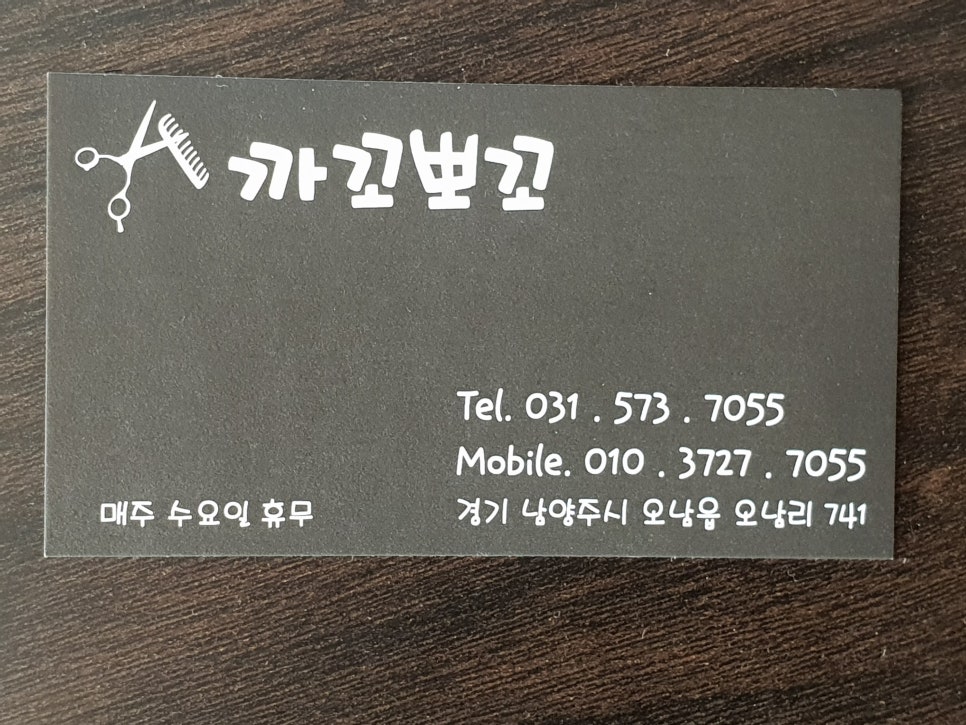 까꼬뽀꼬
Tel. 031 . 573 . 7055
Mobile. 010 . 3727 . 7055
매주 수요일 휴무
경기 남양주시 오남읍 오남리 741